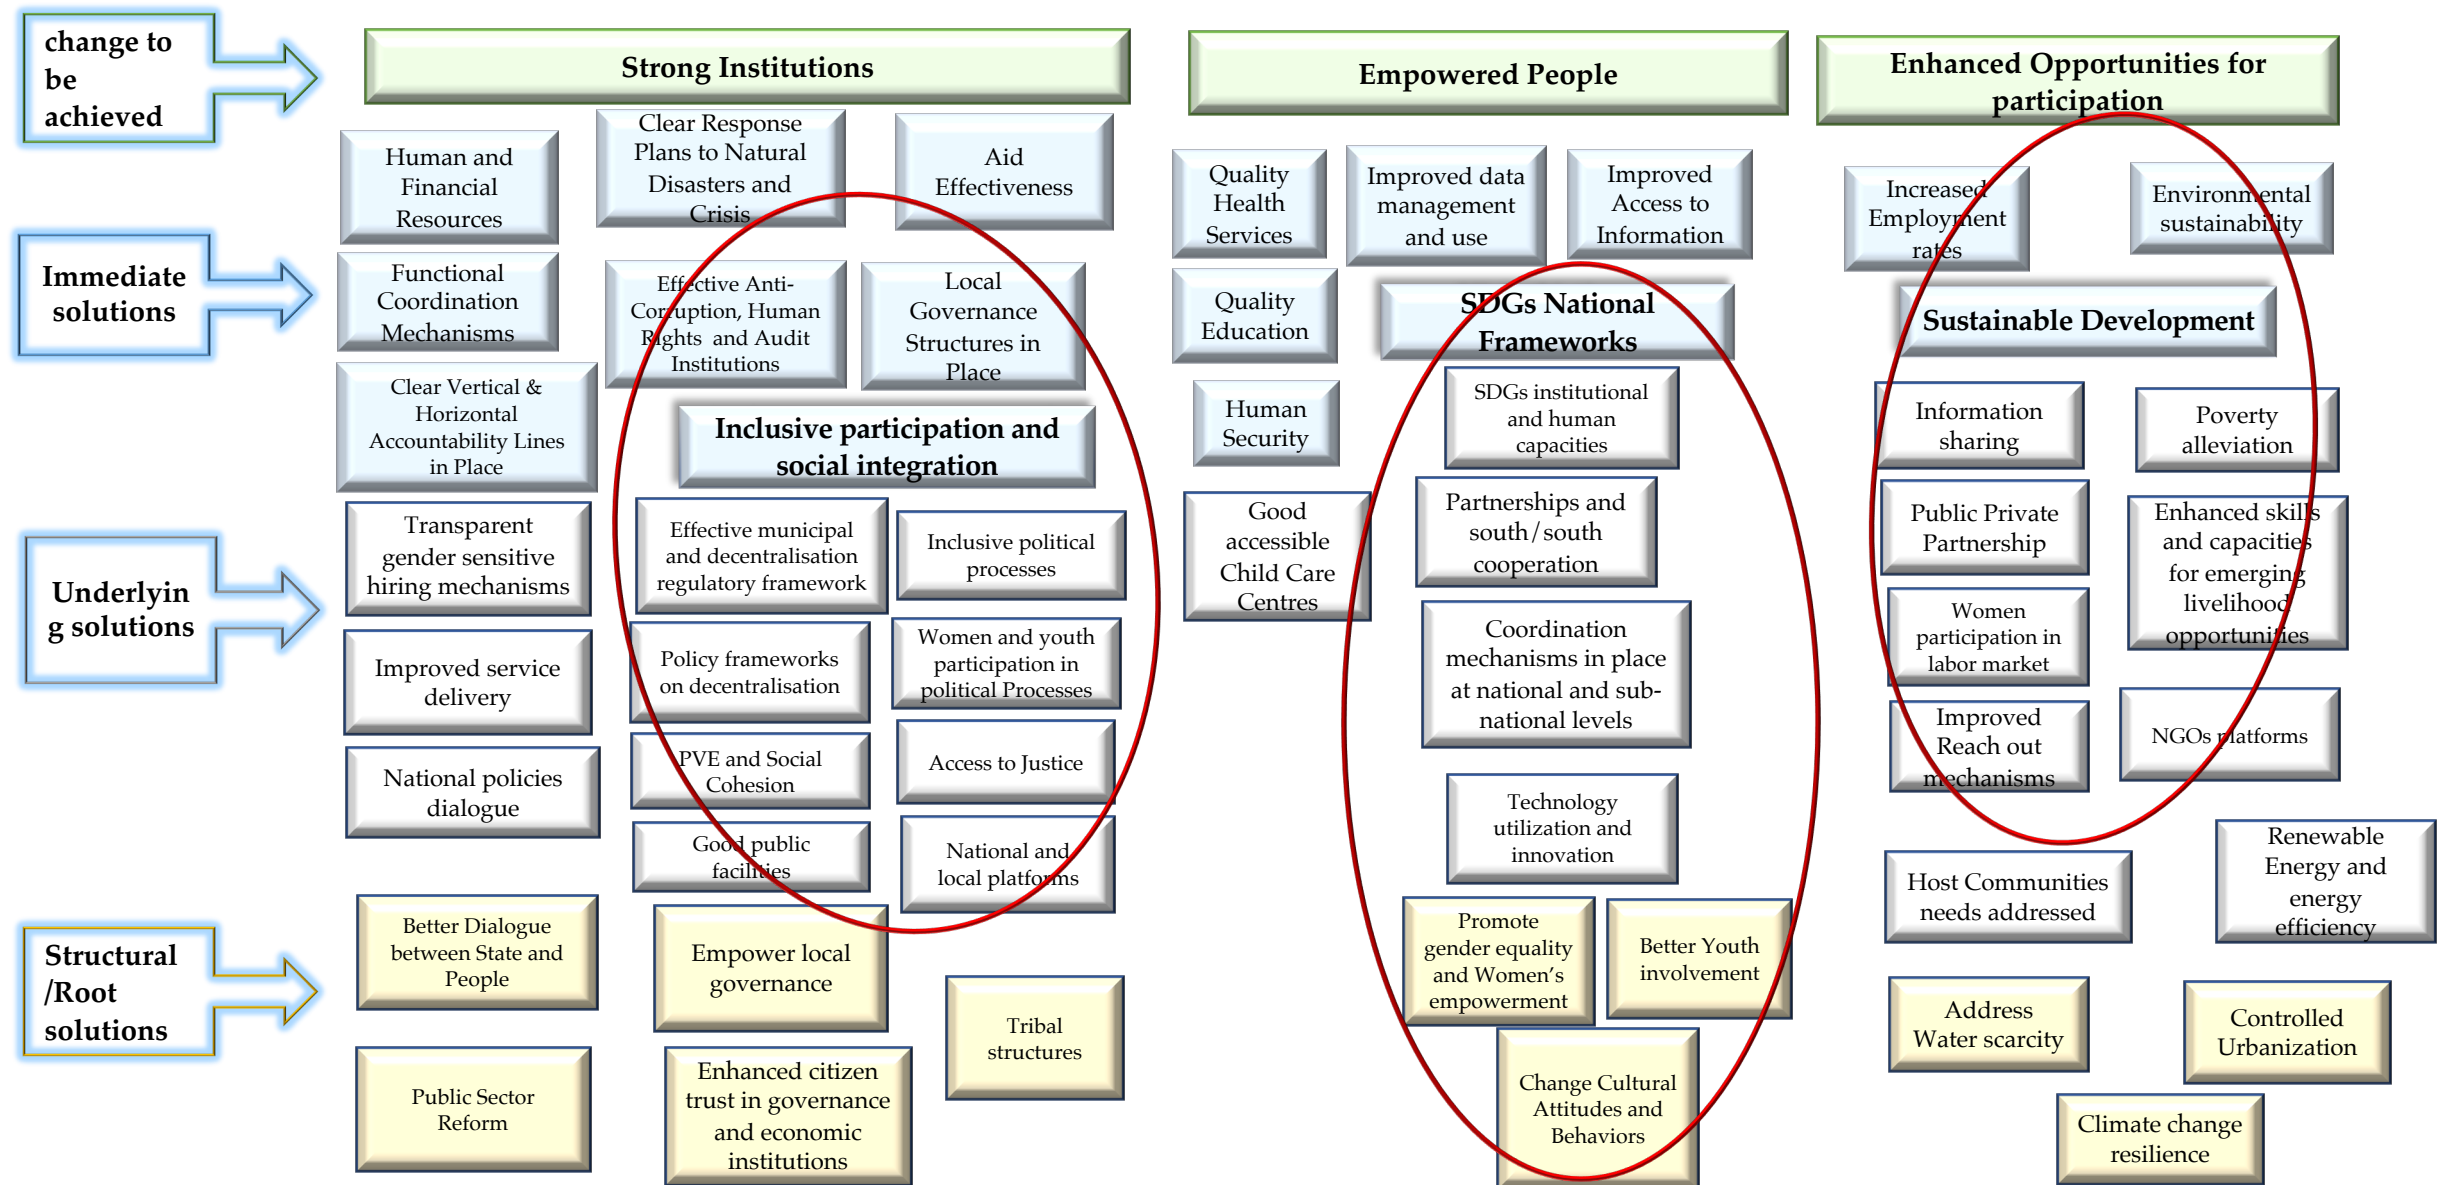 change to
be
achieved
Strong Institutions
Empowered People
Enhanced Opportunities for
participation
Immediate
solutions
Human and
Financial
Resources
Clear Response
Plans to Natural
Disasters and
Crisis
Aid
Effectiveness
Functional
Coordination
Mechanisms
Effective Anti-
Corruption, Human
Rights and Audit
Institutions
Local
Governance
Structures in
Place
Clear Vertical &
Horizontal
Accountability Lines
in Place
Inclusive participation and
social integration
Quality
Health
Services
Improved data
management
and use
Improved
Access to
Information
Quality
Education
SDGs National
Frameworks
Human
Security
Increased
Employment
rates
Environmental
sustainability
Sustainable Development
Underlyin
g solutions
Transparent
gender sensitive
hiring mechanisms
Effective municipal
and decentralisation
regulatory framework
Inclusive political
processes
Improved service
delivery
Policy frameworks
on decentralisation
Women and youth
participation in
political Processes
National policies
dialogue
PVE and Social
Cohesion
Access to Justice
Good public
facilities
National and
local platforms
Good
accessible
Child Care
Centres
SDGs institutional
and human
capacities
Partnerships and
south/south
cooperation
Coordination
mechanisms in place
at national and sub-
national levels
Technology
utilization and
innovation
Information
sharing
Poverty
alleviation
Public Private
Partnership
Enhanced skills
and capacities
for emerging
livelihood
opportunities
Women
participation in
labor market
Improved
Reach out
mechanisms
NGOs platforms
Host Communities
needs addressed
Renewable
Energy and
energy
efficiency
Structural
/Root
solutions
Better Dialogue
between State and
People
Empower local
governance
Tribal
structures
Public Sector
Reform
Enhanced citizen
trust in governance
and economic
institutions
Promote
gender equality
and Women's
empowerment
Better Youth
involvement
Change Cultural
Attitudes and
Behaviors
Address
Water scarcity
Controlled
Urbanization
Climate change
resilience